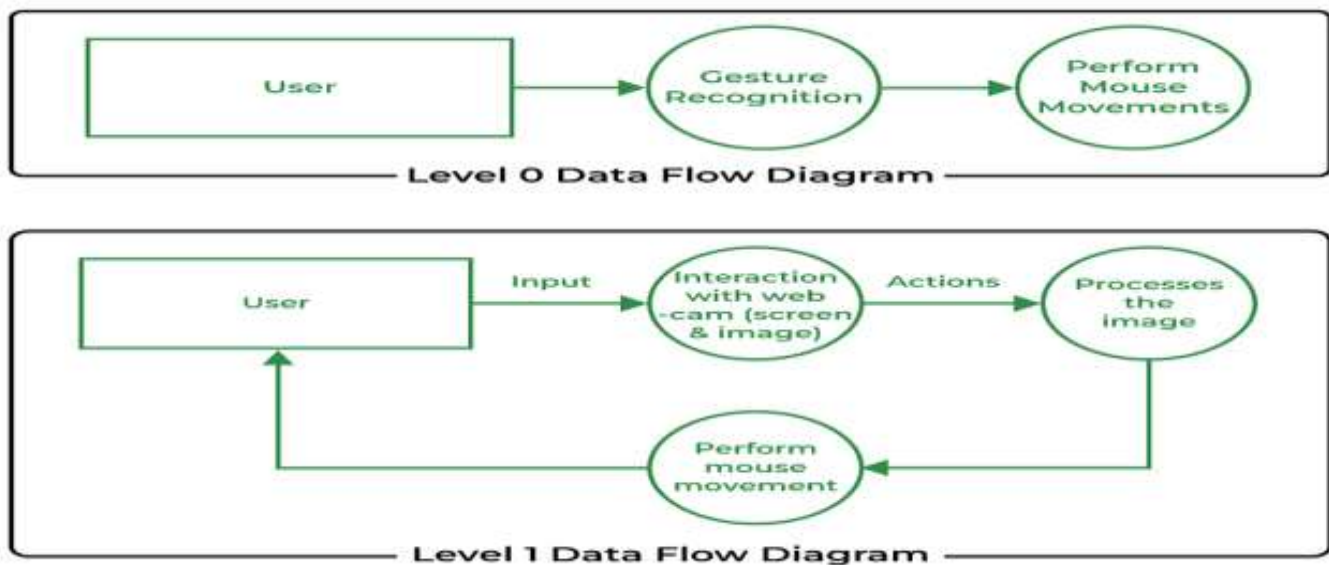 User
Gesture
Recognition
Perform
Mouse
Movements
Level 0 Data Flow Diagram
User
Input
Interaction
with web
-cam (screen
& image)
Actions
Processes
the
image
Perform
mouse
movement
Level 1 Data Flow Diagram